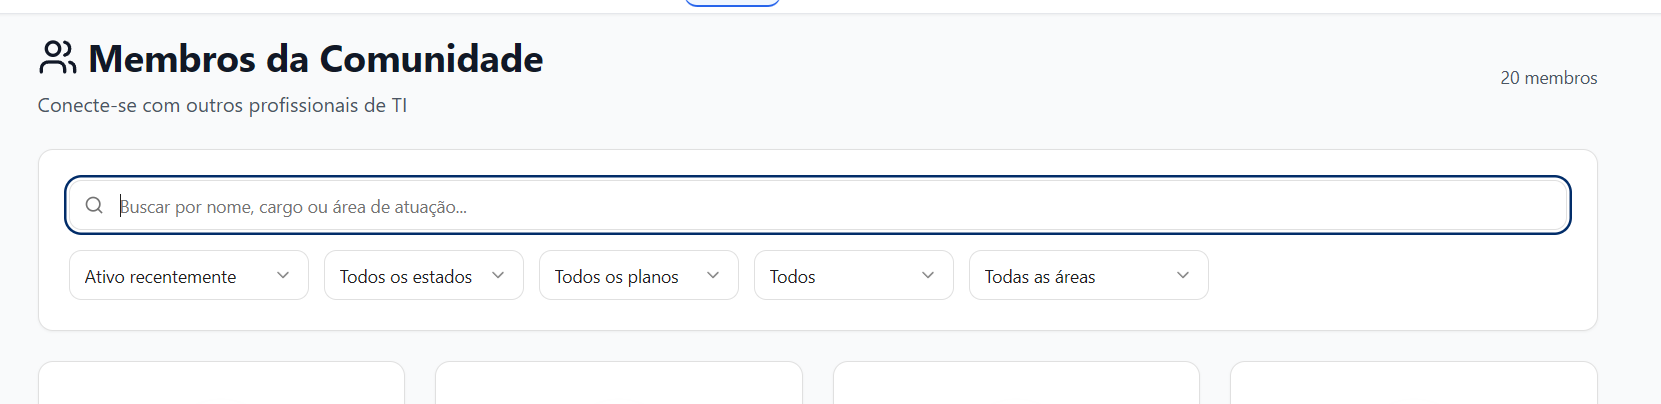 Membros da Comunidade
20 membros
Conecte-se com outros profissionais de TI
Buscar por nome, cargo ou área de atuação...
Ativo recentemente
Todos os estados
Todos os planos
Todos
Todas as áreas